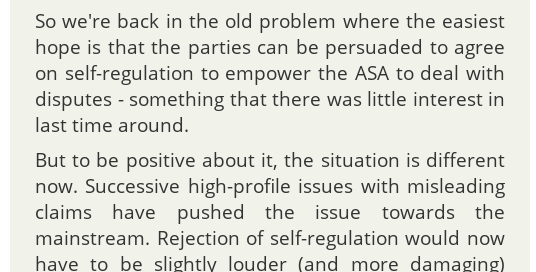 So we're back in the old problem where the easiest
hope is that the parties can be persuaded to agree
on self-regulation to empower the ASA to deal with
disputes - something that there was little interest in
last time around.
But to be positive about it, the situation is different
now. Successive high-profile issues with misleading
claims have pushed the issue towards the
mainstream. Rejection of self-regulation would now
have to be slightly louder (and more damaging)